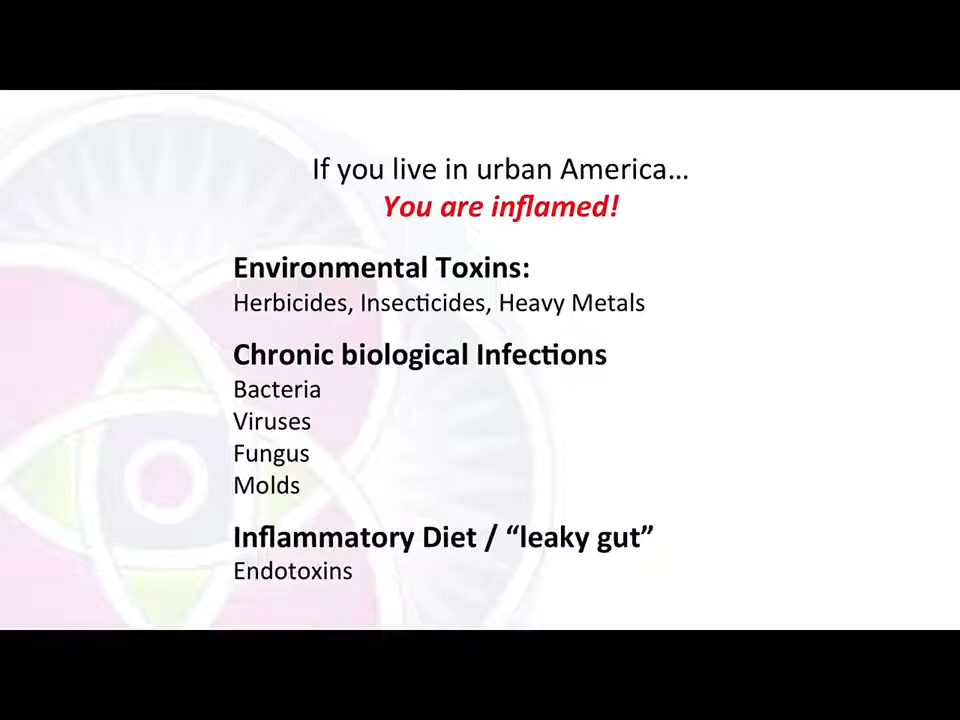 If you live in urban America…
You are inflamed!
Environmental Toxins:
Herbicides, Insecticides, Heavy Metals
Chronic biological Infections
Bacteria
Viruses
Fungus
Molds
Inflammatory Diet / “leaky gut”
Endotoxins